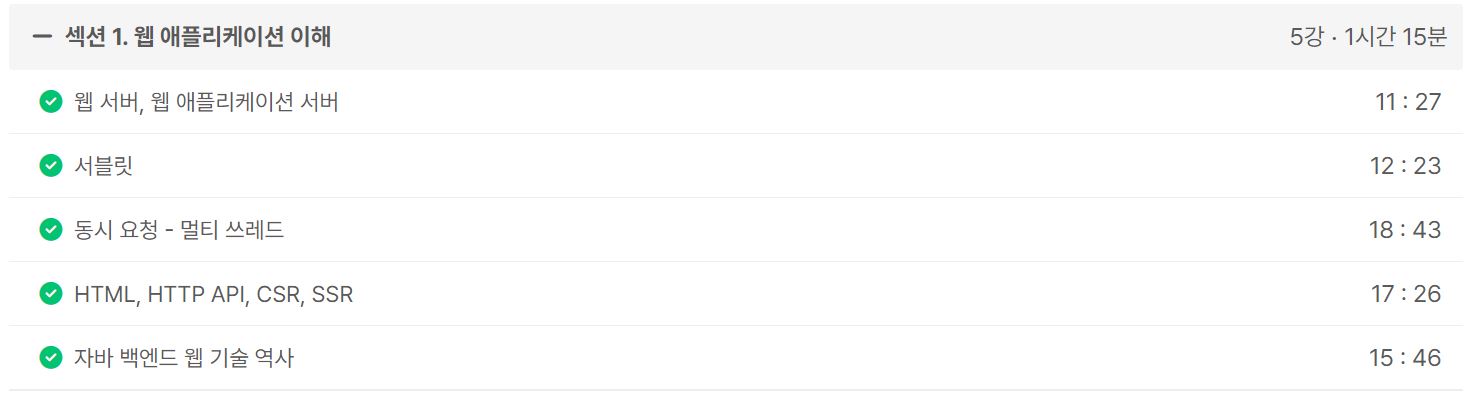 섹션 1. 웹 애플리케이션 이해 5강 · 1시간 15분
웹 서버, 웹 애플리케이션 서버 11 : 27
서블릿 12 : 23
동시 요청 - 멀티 쓰레드 18 : 43
HTML, HTTP API, CSR, SSR 17 : 26
자바 백엔드 웹 기술 역사 15 : 46